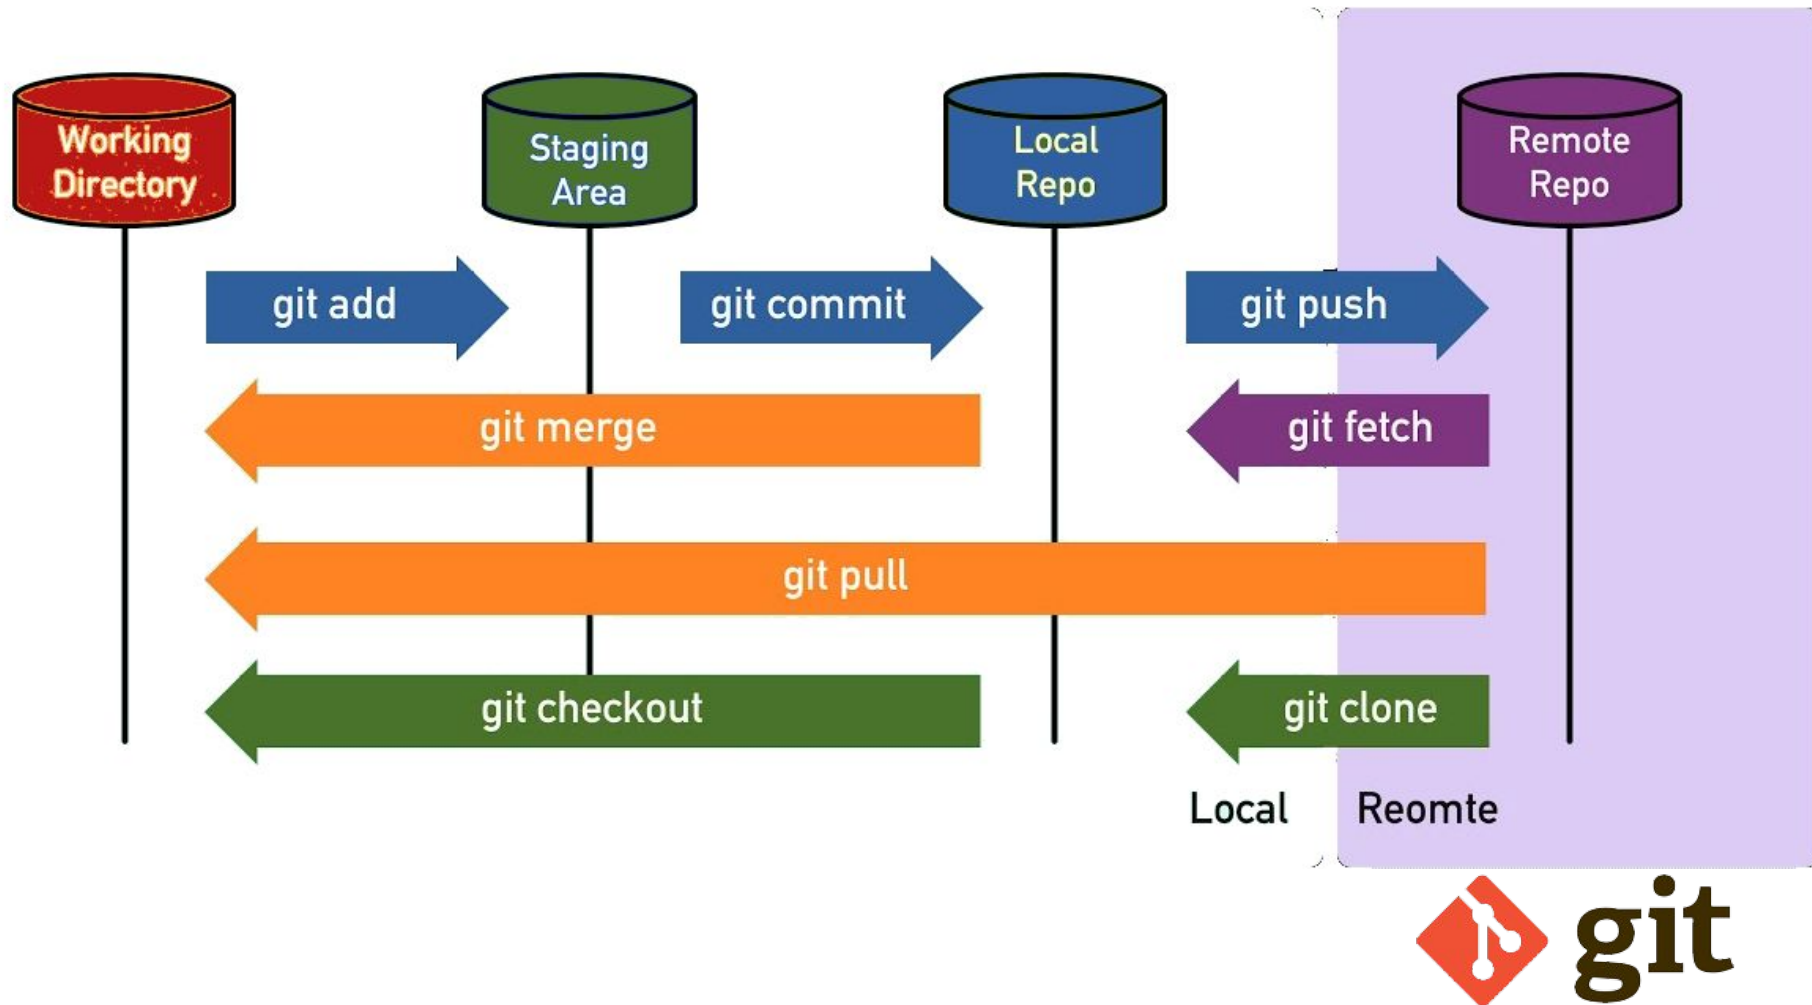 Working
Directory
Staging
Area
Local
Repo
Remote
Repo
git add
git commit
git push
git merge
git fetch
git pull
git checkout
git clone
Local
Reomte
git